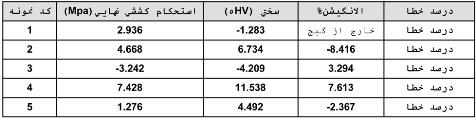 کد نمونه استحکام کششی نهایی (Mpa) سختی (HV٥) الانگیشن% درصد خطا
1 2.936 -1.283 خارج از گیج درصد خطا
2 4.668 6.734 -8.416 درصد خطا
3 -3.242 -4.209 3.294 درصد خطا
4 7.428 11.538 7.613 درصد خطا
5 1.276 4.492 -2.367 درصد خطا